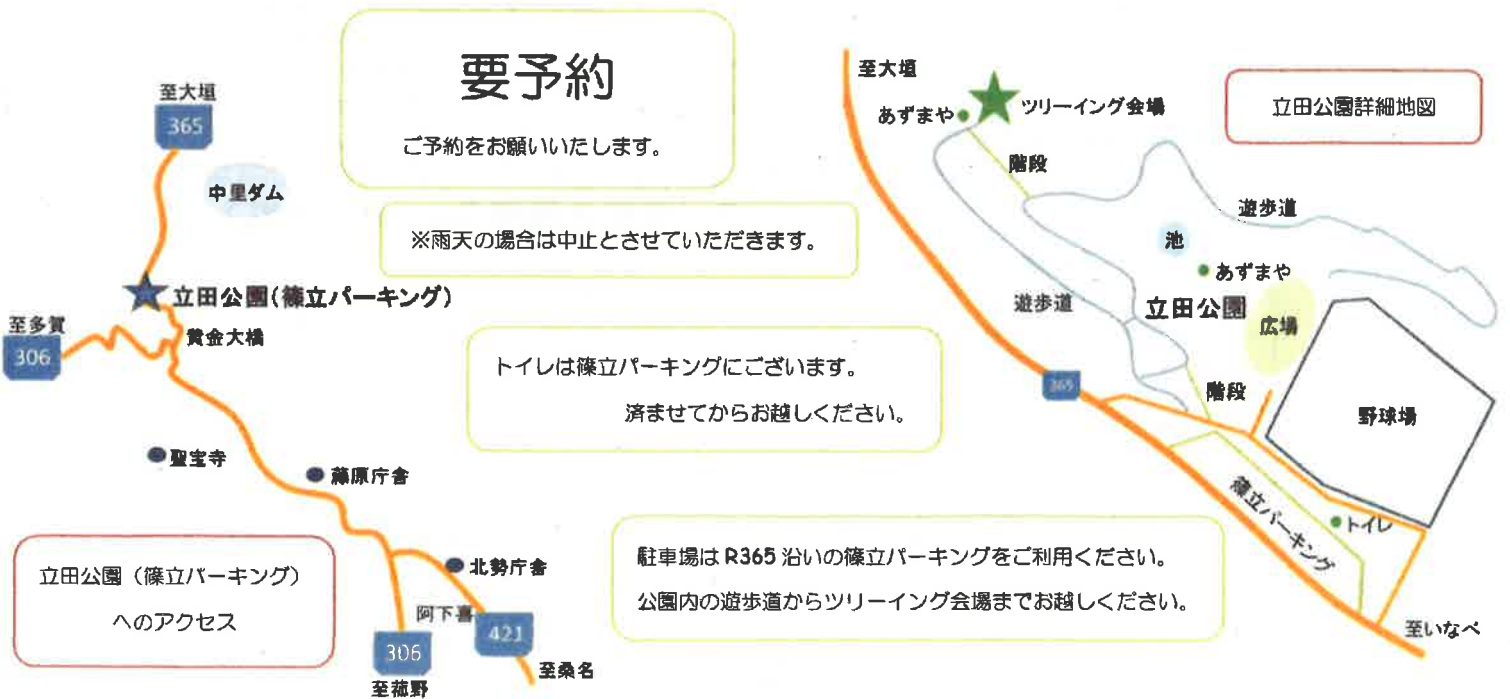 要予約
ご予約をお願いいたします。
※雨天の場合は中止とさせていただきます。
トイレは篠立パーキングにございます。
済ませてからお越しください。
駐車場は R365 沿いの篠立パーキングをご利用ください。
公園内の遊歩道からツリーイング会場までお越しください。
至大垣
365
中里ダム
立田公園(篠立パーキング)
至多賀
306
黄金大橋
聖宝寺
藤原庁舎
北勢庁舎
阿下喜
421
306
至桑名
至菰野
立田公園（篠立パーキング）
へのアクセス
至大垣
あずまや
ツリーイング会場
立田公園詳細地図
階段
遊歩道
池
あずまや
遊歩道
立田公園
広場
365
階段
野球場
篠立パーキング
トイレ
至いなべ